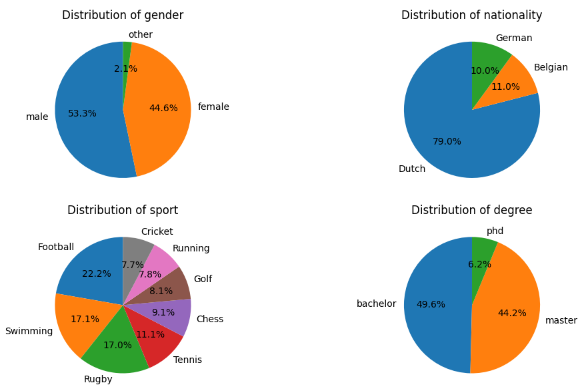 Distribution of gender
other
2.1%
male
53.3%
44.6%
female
Distribution of nationality
German
10.0%
Belgian
11.0%
79.0%
Dutch
Distribution of sport
Cricket
Football
7.7%
Running
22.2%
7.8%
Golf
8.1%
Swimming
17.1%
9.1%
Chess
17.0%
11.1%
Tennis
Rugby
Distribution of degree
phd
6.2%
bachelor
49.6%
44.2%
master